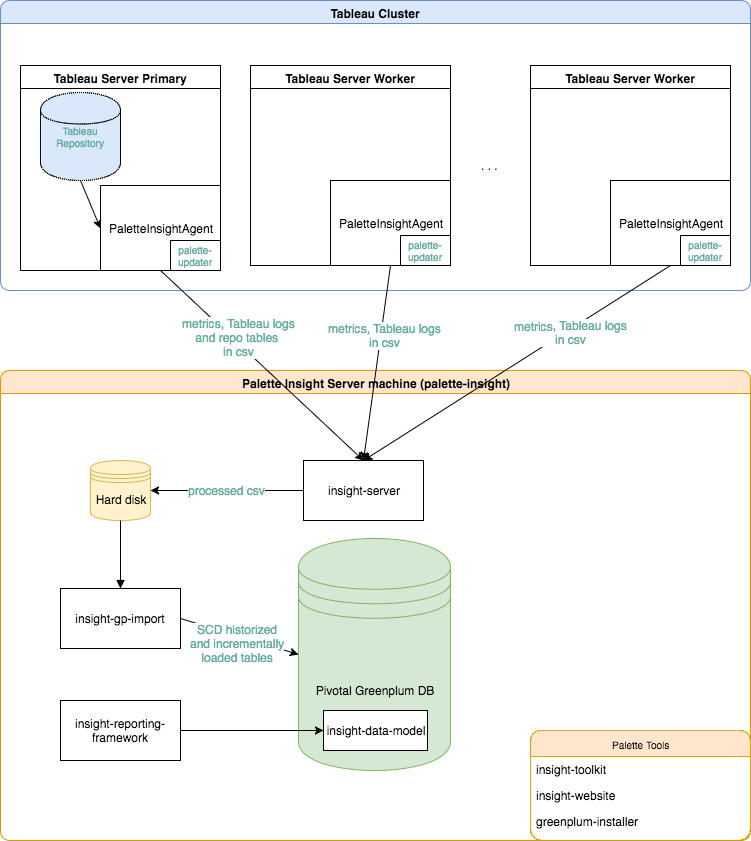 Tableau Cluster
Tableau Server Primary
Tableau Server Worker
Tableau Server Worker
Tableau
Repository
. . .
PaletteInsightAgent
palette-
updater
PaletteInsightAgent
palette-
updater
PaletteInsightAgent
palette-
updater
metrics, Tableau logs
and repo tables
in csv
metrics, Tableau logs
in csv
metrics, Tableau logs
in csv
Palette Insight Server machine (palette-insight)
Hard disk
processed csv
insight-server
insight-gp-import
SCD historized
and incrementally
loaded tables
Pivotal Greenplum DB
insight-reporting-
framework
insight-data-model
Palette Tools
insight-toolkit
insight-website
greenplum-installer